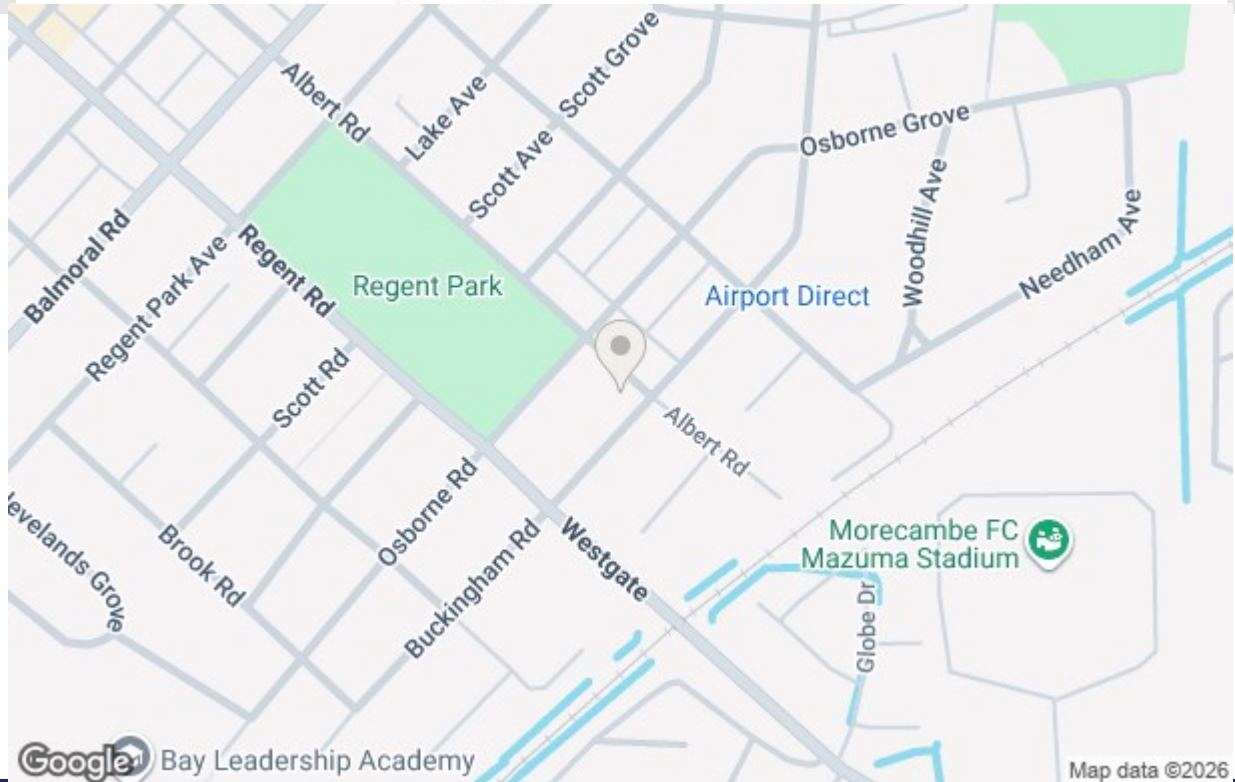 Albert Rd
Lake Ave
Scott Grove
Scott Ave
Osborne Grove
Woodhill Ave
Needham Ave
Balmoral Rd
Regent Park Ave
Regent Rd
Regent Park
Airport Direct
Scott Rd
Albert Rd
Osborne Rd
Buckingham Rd
Westgate
Morecambe FC
Mazuma Stadium
Globe Dr
levelands Grove
Brook Rd
Google
Bay Leadership Academy
Map data ©2026